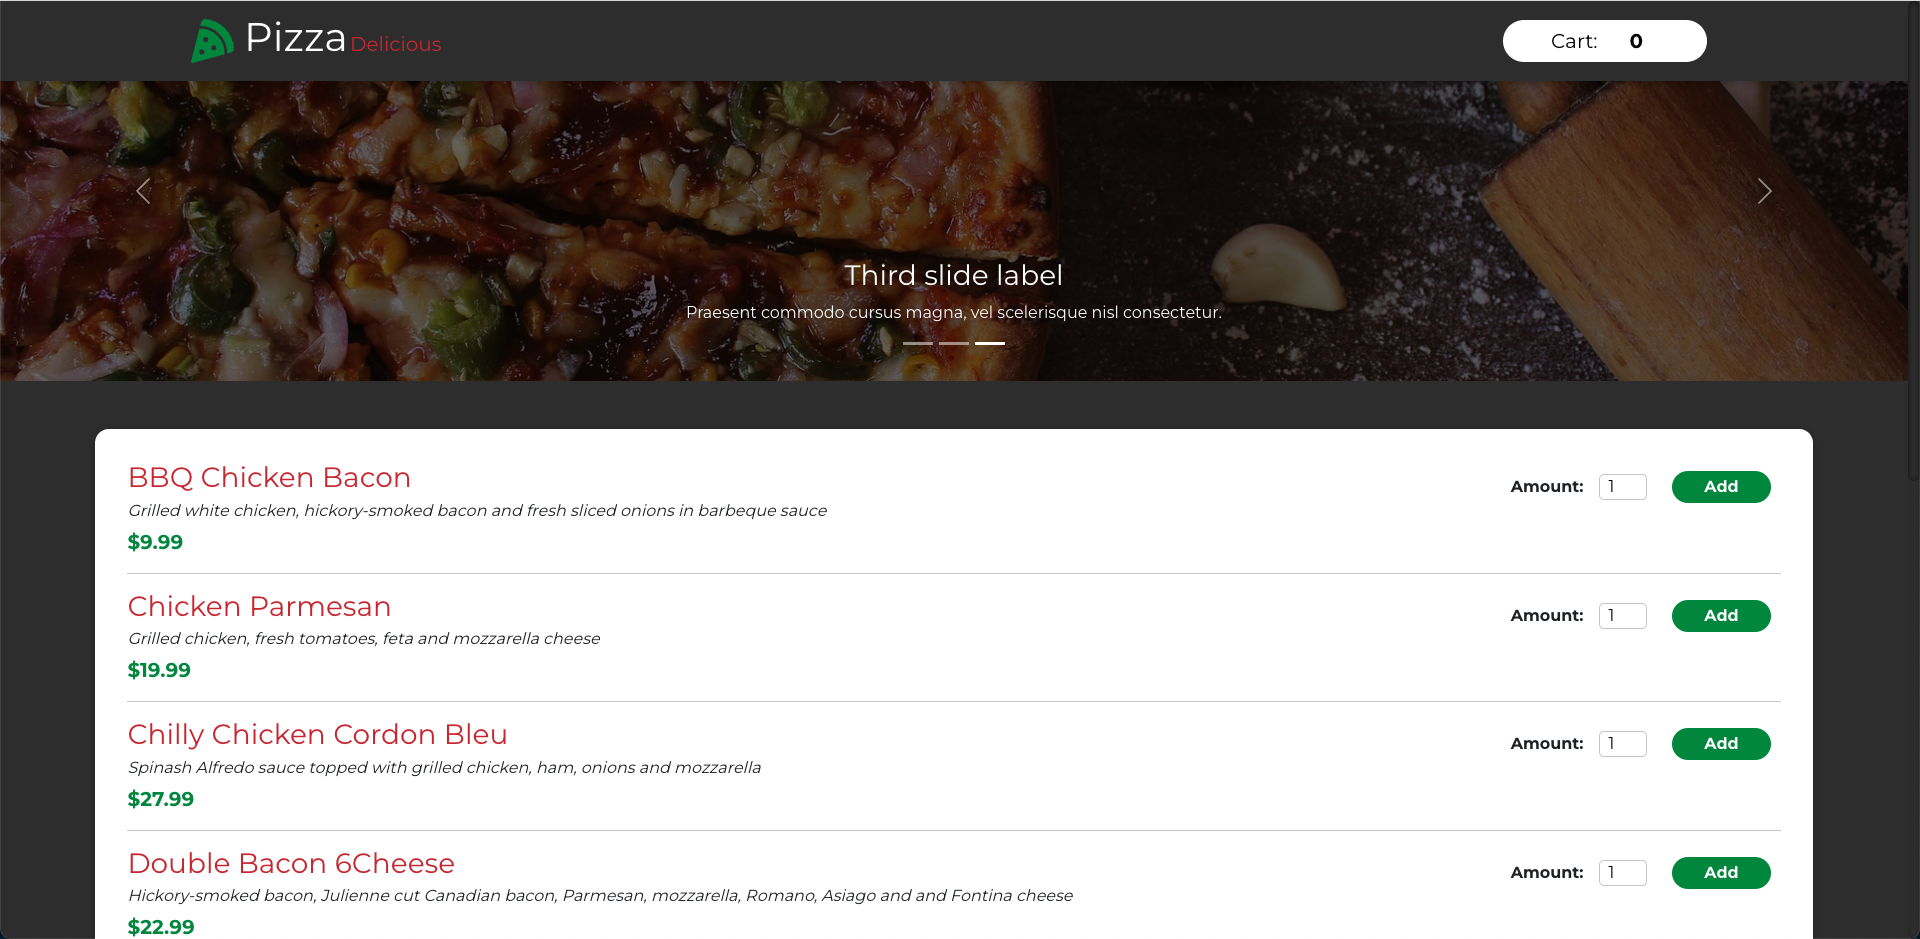 Pizza Delicious
Cart: 0
Third slide label
Praesent commodo cursus magna, vel scelerisque nisl consectetur.
BBQ Chicken Bacon
Grilled white chicken, hickory-smoked bacon and fresh sliced onions in barbeque sauce
$9.99
Amount: 1 Add
Chicken Parmesan
Grilled chicken, fresh tomatoes, feta and mozzarella cheese
$19.99
Amount: 1 Add
Chilly Chicken Cordon Bleu
Spinash Alfredo sauce topped with grilled chicken, ham, onions and mozzarella
$27.99
Amount: 1 Add
Double Bacon 6Cheese
Hickory-smoked bacon, Julienne cut Canadian bacon, Parmesan, mozzarella, Romano, Asiago and and Fontina cheese
$22.99
Amount: 1 Add